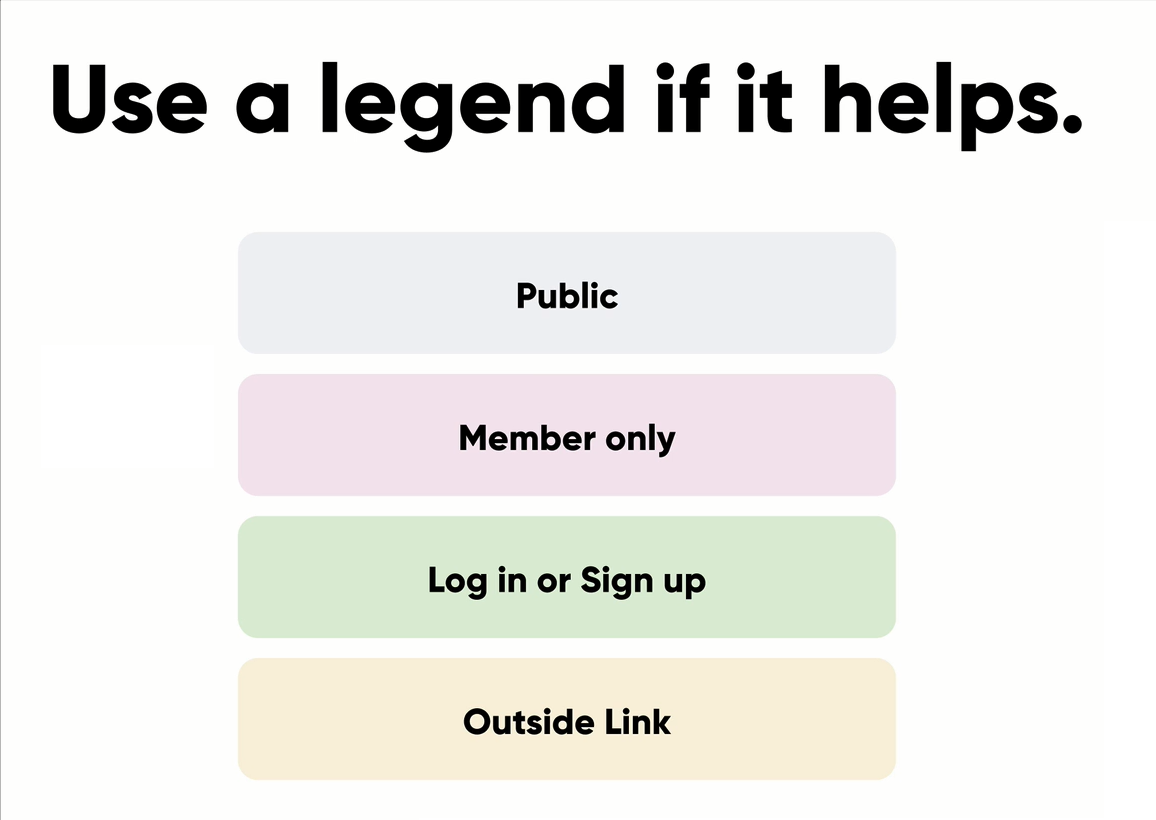 Use a legend if it helps.
Public
Member only
Log in or Sign up
Outside Link